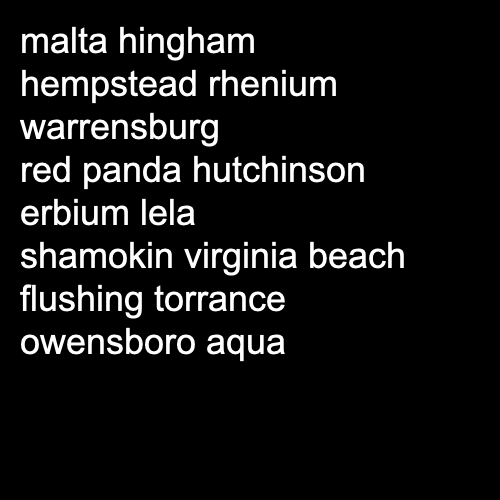 malta hingham
hempstead rhenium
warrensburg
red panda hutchinson
erbium lela
shamokin virginia beach
flushing torrance
owensboro aqua